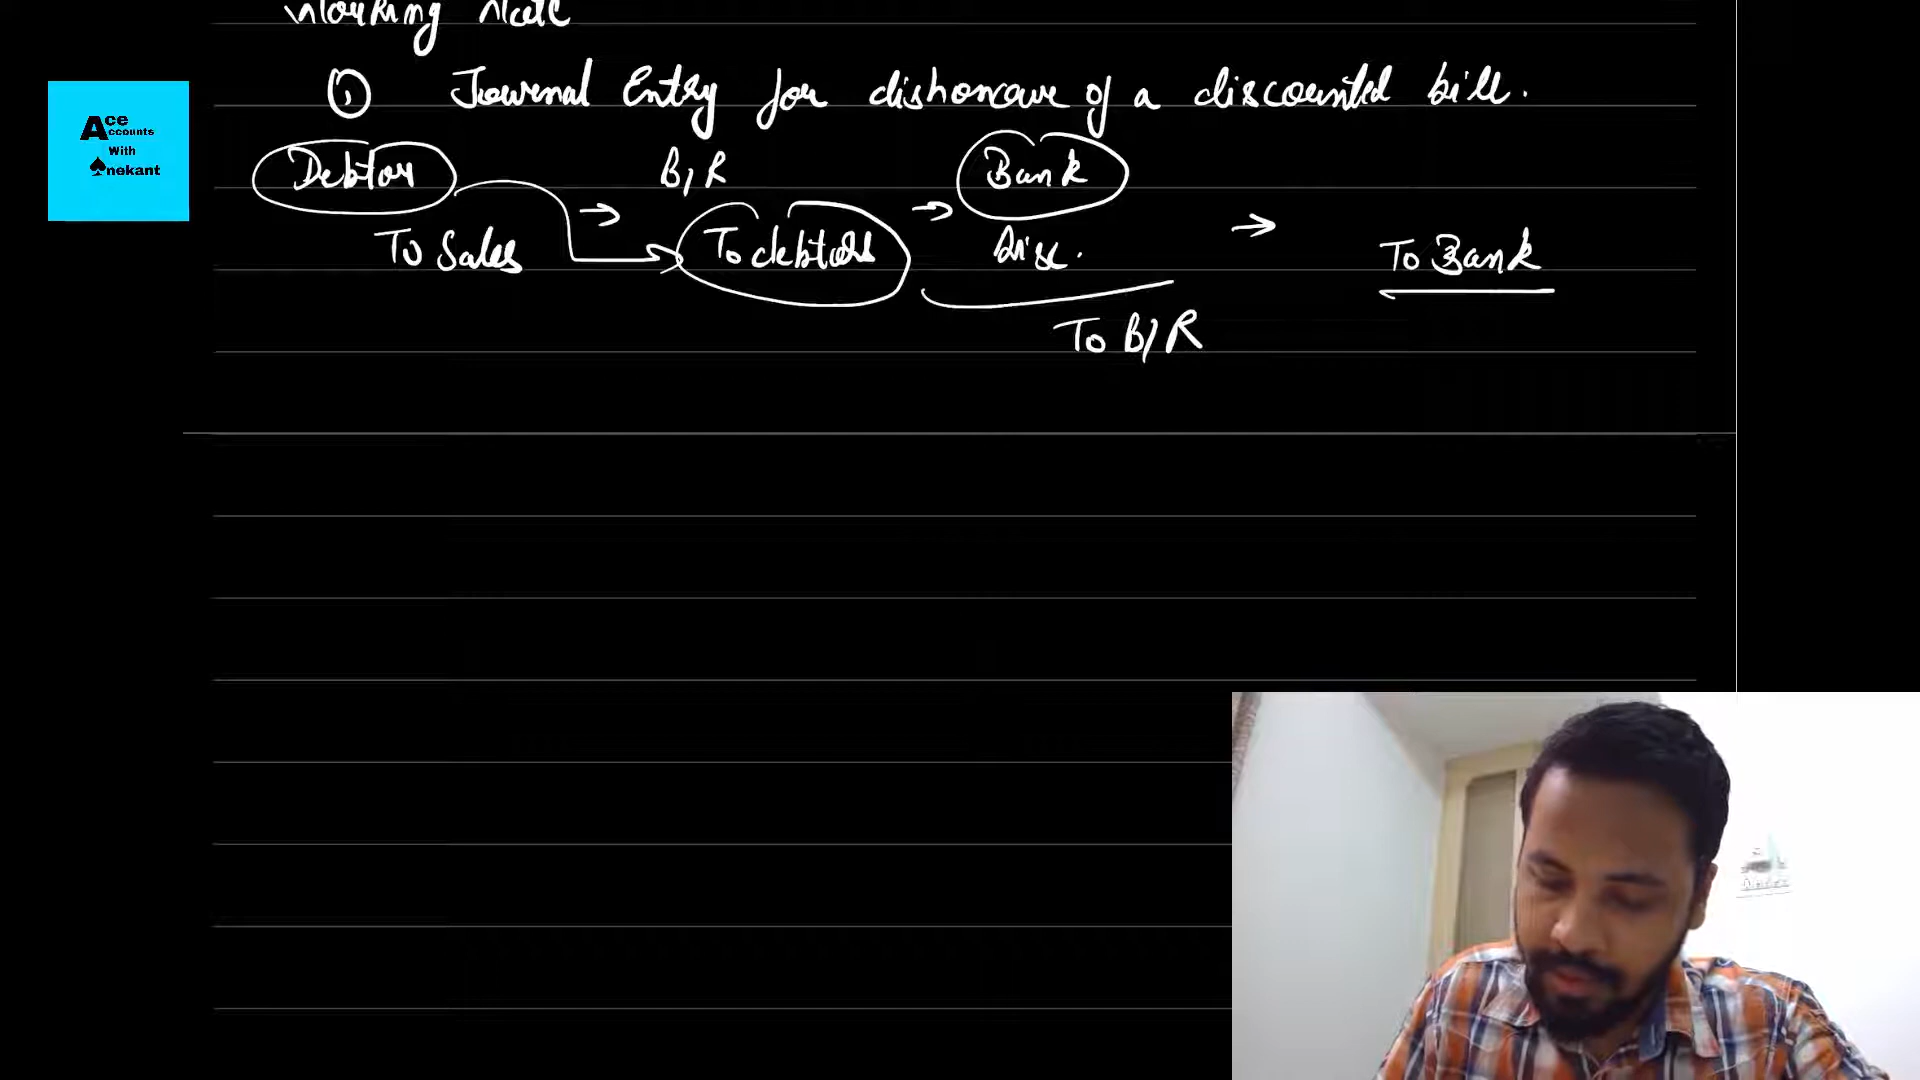 Working Note
① Journal Entry for dishonour of a discounted bill.
Ace
Accounts
With
Anekant
Debtor B/R Bank
To Sales → To debtors → Disc. → To Bank
To B/R